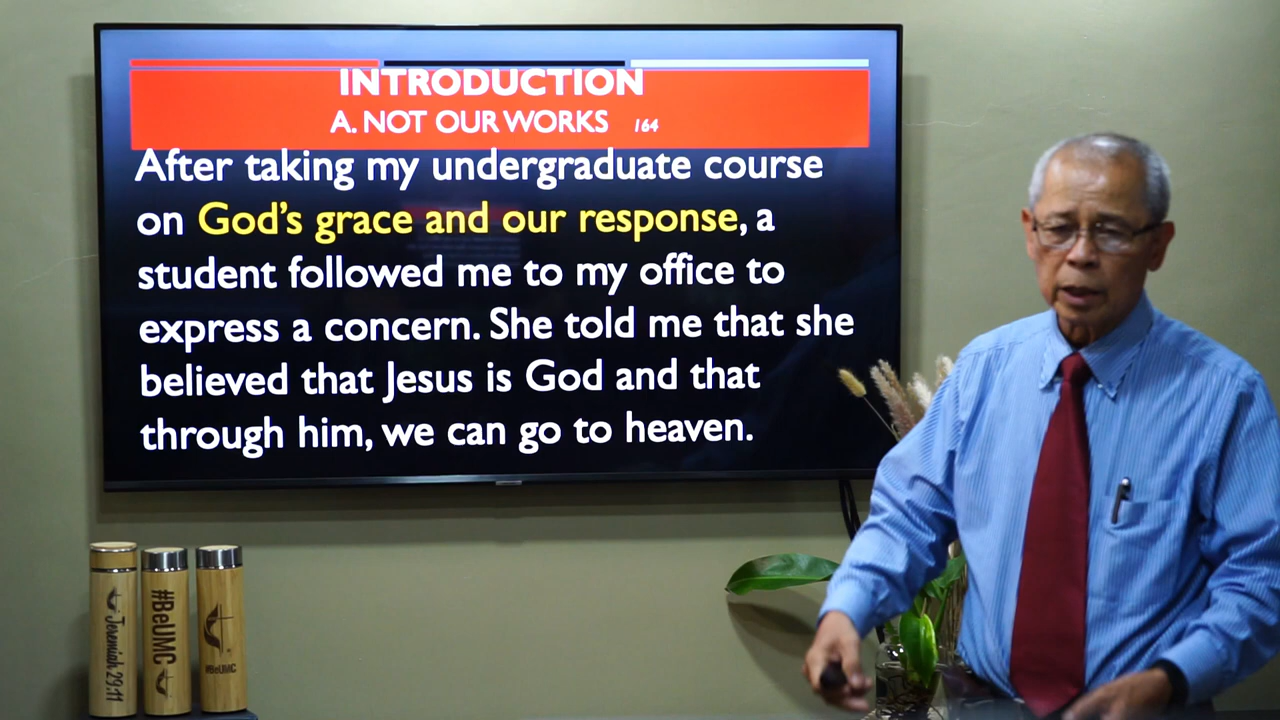 INTRODUCTION
A. NOT OUR WORKS 164
After taking my undergraduate course
on God's grace and our response, a
student followed me to my office to
express a concern. She told me that she
believed that Jesus is God and that
through him, we can go to heaven.
Jeremiah 29:11
#BeUMC
#BeUMC